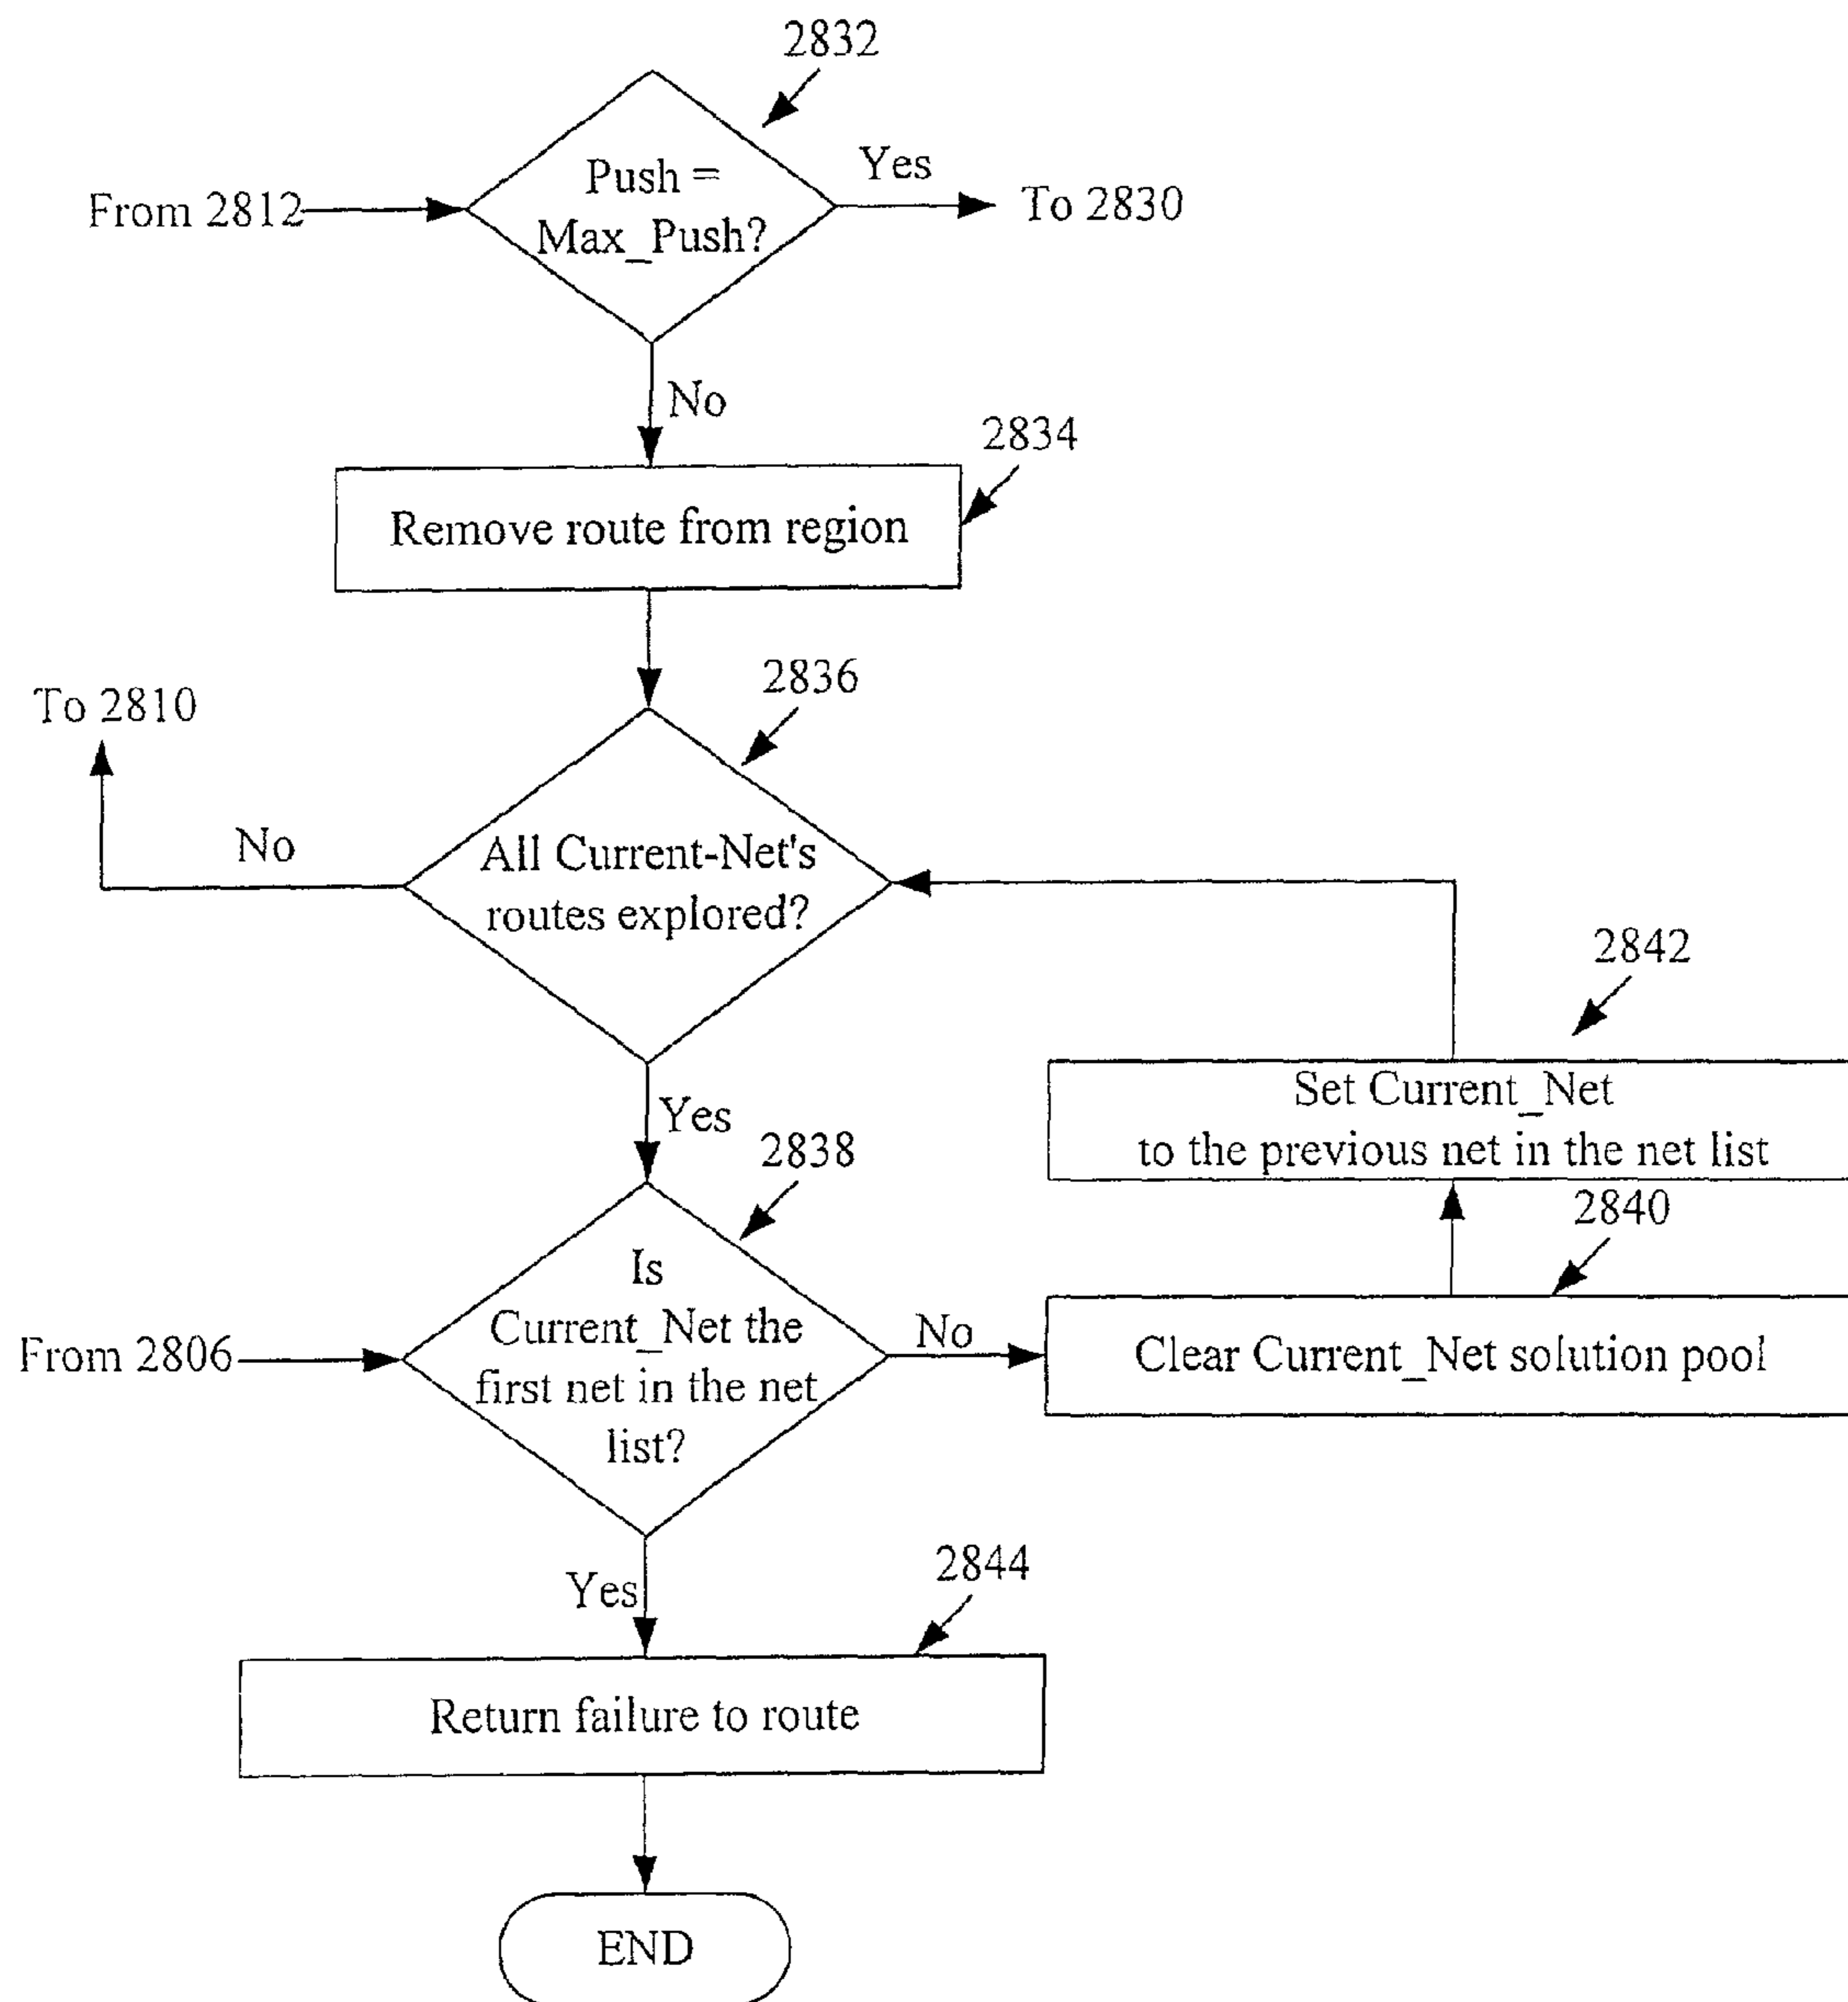 2832
Push =
Max_Push?
Yes
From 2812
To 2830
No
2834
Remove route from region
2836
To 2810
No
All Current-Net's
routes explored?
2842
Set Current_Net
to the previous net in the net list
Yes
2838
2840
Is
Current_Net the
first net in the net
list?
From 2806
No
Clear Current_Net solution pool
Yes
2844
Return failure to route
END